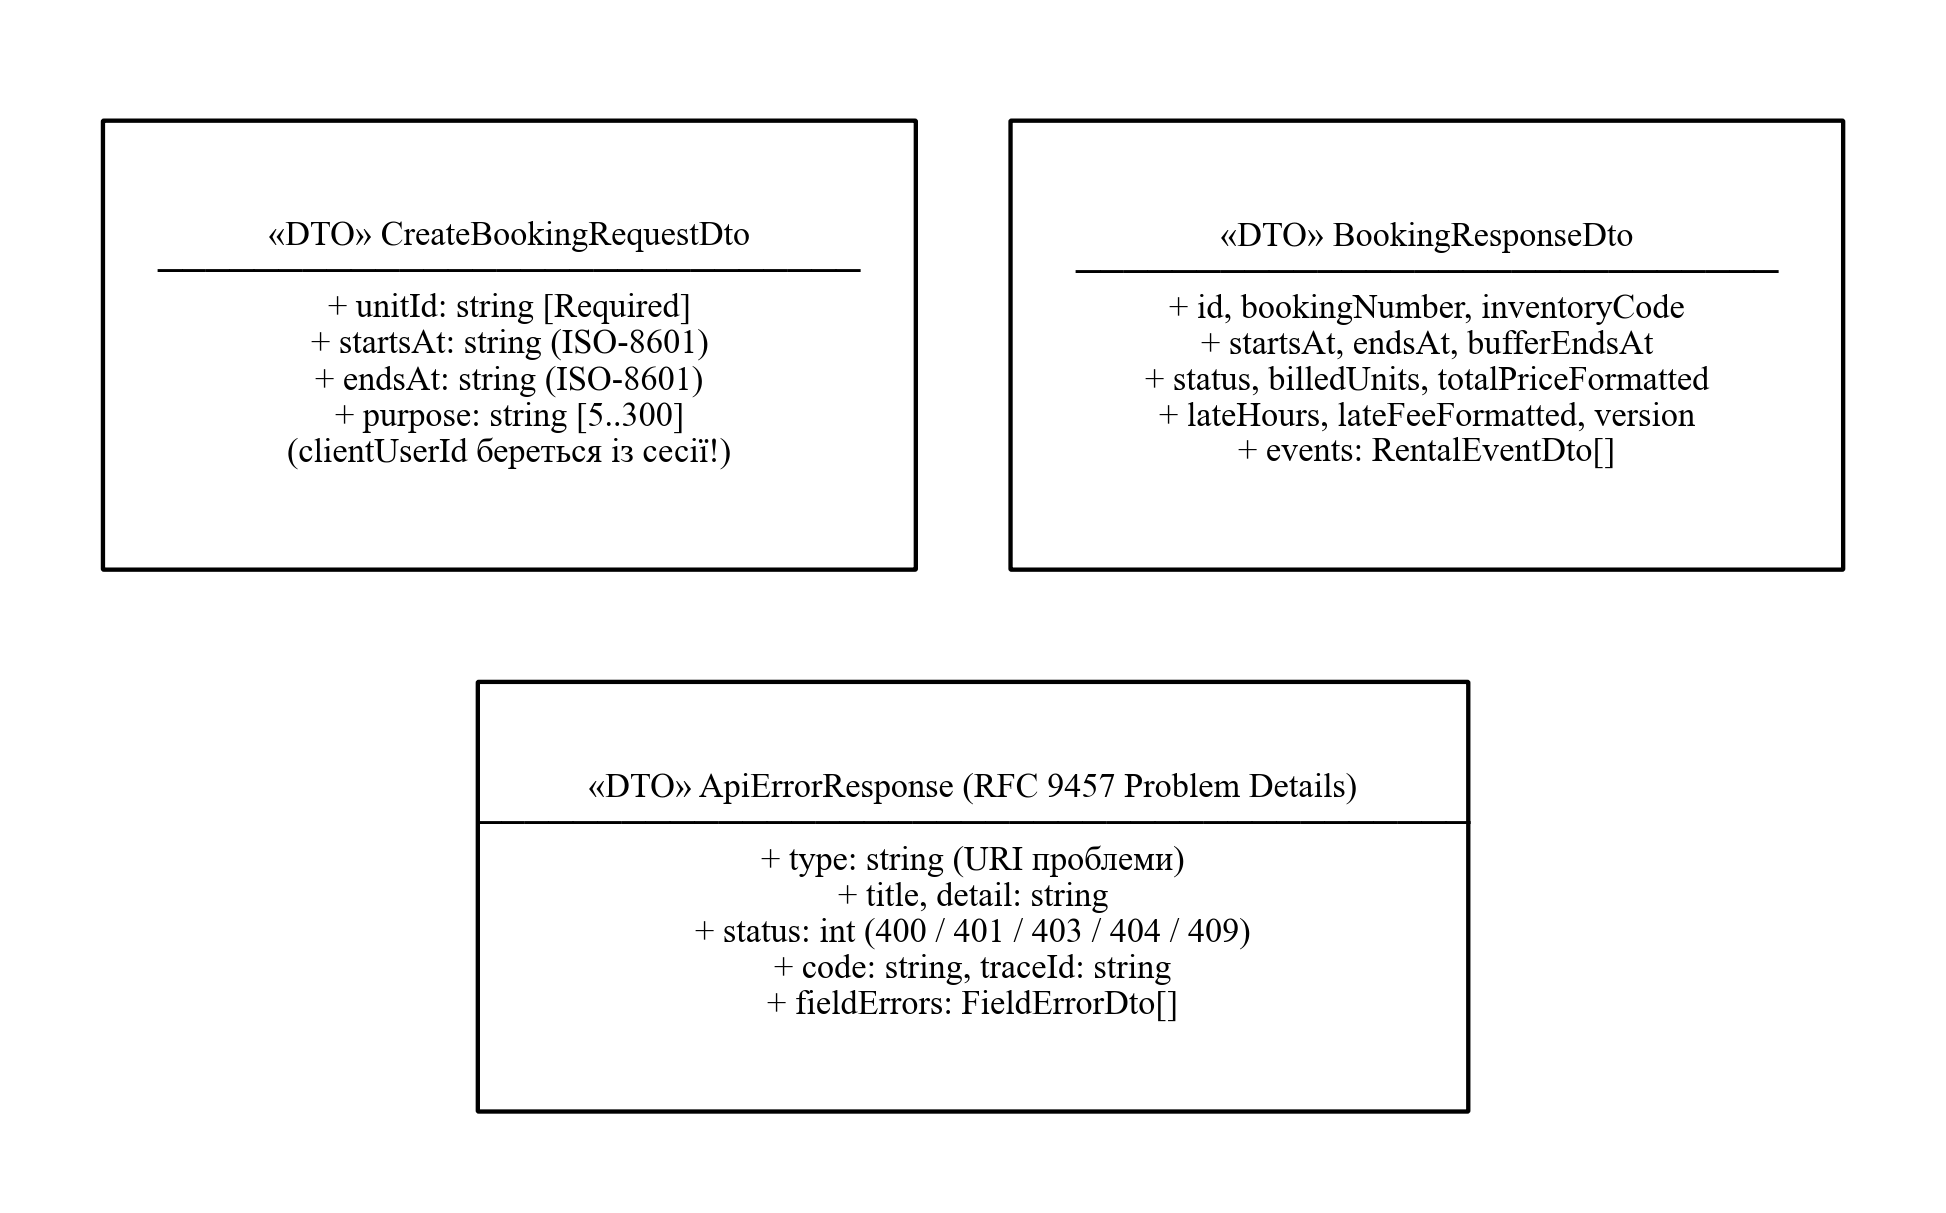 «DTO» CreateBookingRequestDto
+ unitId: string [Required]
+ startsAt: string (ISO-8601)
+ endsAt: string (ISO-8601)
+ purpose: string [5..300]
(clientUserId береться із сесії!)
«DTO» BookingResponseDto
+ id, bookingNumber, inventoryCode
+ startsAt, endsAt, bufferEndsAt
+ status, billedUnits, totalPriceFormatted
+ lateHours, lateFeeFormatted, version
+ events: RentalEventDto[]
«DTO» ApiErrorResponse (RFC 9457 Problem Details)
+ type: string (URI проблеми)
+ title, detail: string
+ status: int (400 / 401 / 403 / 404 / 409)
+ code: string, traceId: string
+ fieldErrors: FieldErrorDto[]